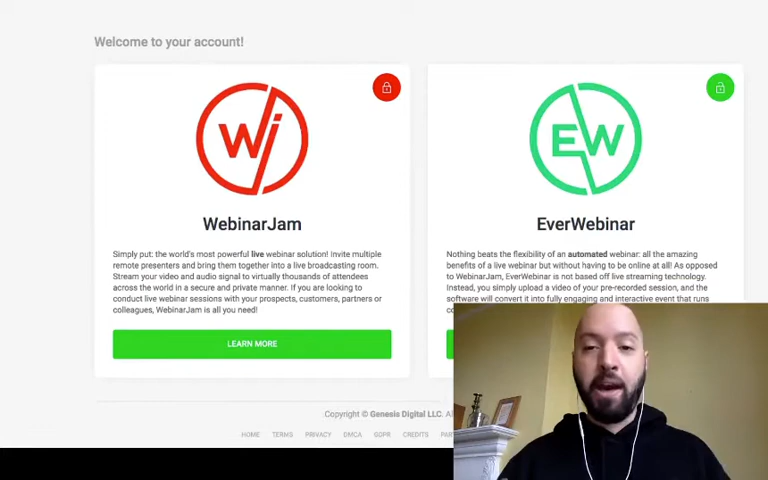 Welcome to your account!
Wj
WebinarJam
Simply put: the world's most powerful live webinar solution! Invite multiple
remote presenters and bring them together into a live broadcasting room.
Stream your video and audio signal to virtually thousands of attendees
across the world in a secure and private manner. If you are looking to
conduct live webinar sessions with your prospects, customers, partners or
colleagues, WebinarJam is all you need!
LEARN MORE
EW
EverWebinar
Nothing beats the flexibility of an automated webinar: all the amazing
benefits of a live webinar but without having to be online at all! As opposed
to WebinarJam, EverWebinar is not based off live streaming technology.
Instead, you simply upload a video of your pre-recorded session, and the
software will convert it into fully engaging and interactive event that runs
Copyright © Genesis Digital LLC.
HOME TERMS PRIVACY DMCA GDPR CREDITS